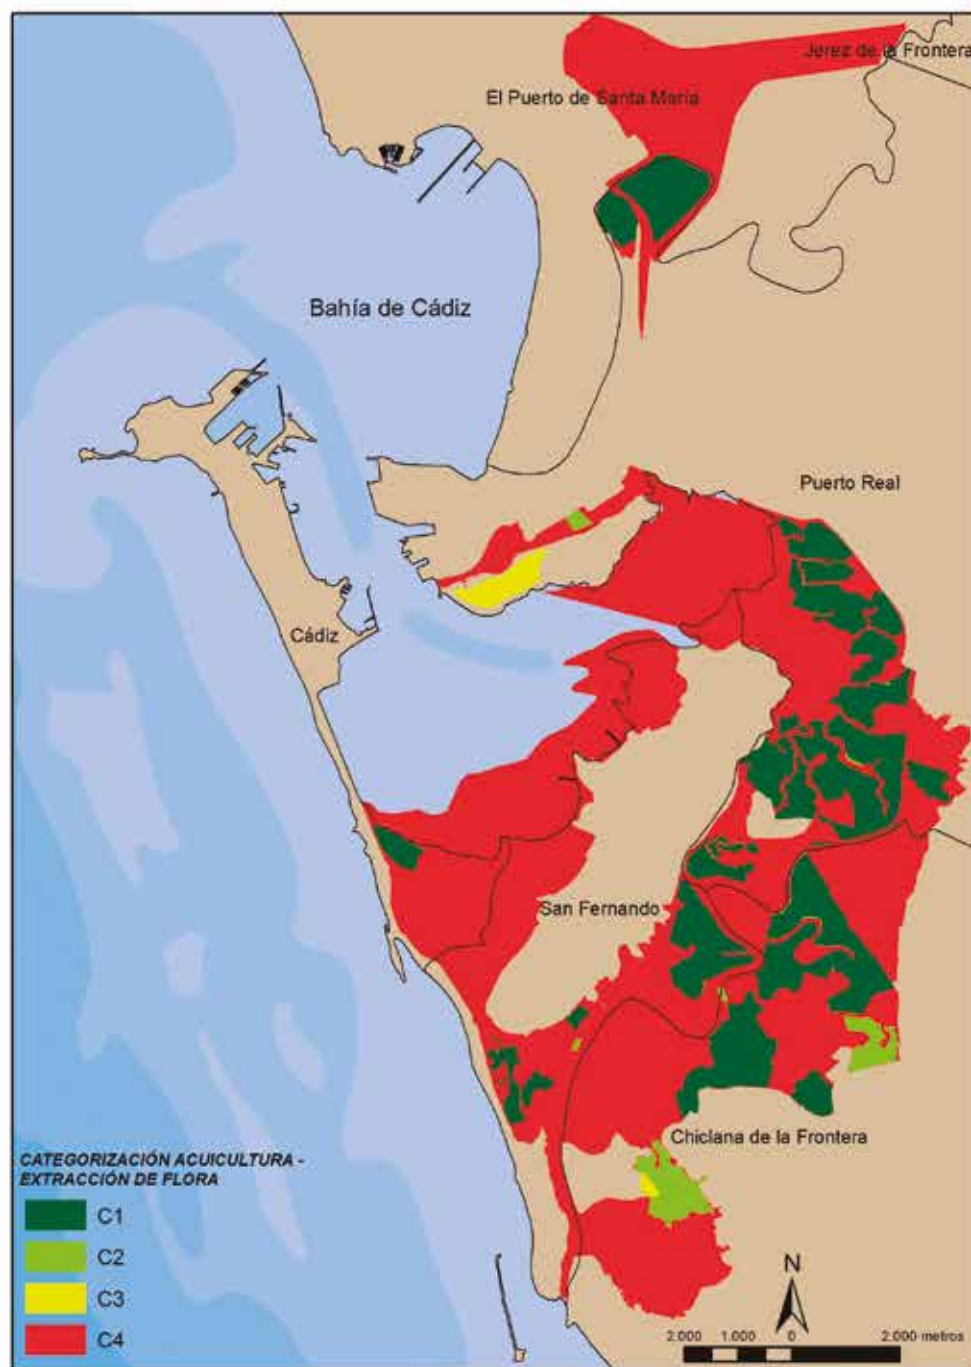 Jerez de la Frontera
El Puerto de Santa María
Bahía de Cádiz
Puerto Real
Cádiz
San Fernando
Chiclana de la Frontera
CATEGORIZACIÓN ACUICULTURA -
EXTRACCIÓN DE FLORA
C1
C2
C3
C4
N
2.000 1.000 0 2.000 metros